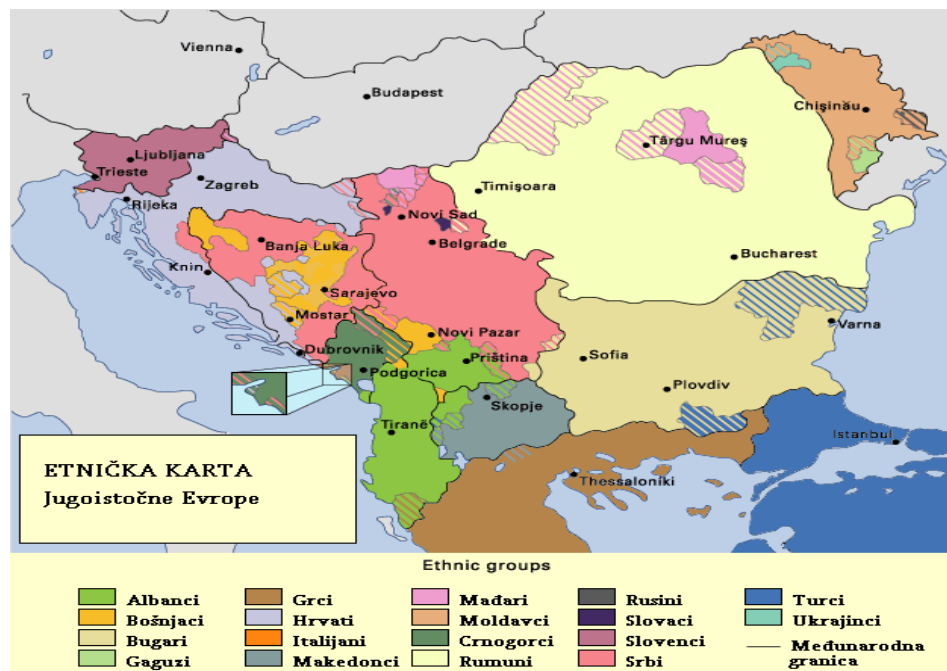 Vienna
Budapest
Chişinău
Târgu Mureş
Ljubljana
Trieste
Zagreb
Timişoara
Rijeka
Novi Sad
Banja Luka
Belgrade
Bucharest
Knin
Sarajevo
Mostar
Novi Pazar
Varna
Dubrovnik
Priština
Sofia
Podgorica
Plovdiv
Skopje
Tiranë
Istanbul
Thessaloniki
ETNIČKA KARTA
Jugoistočne Evrope
Ethnic groups
Albanci Grci Mađari Rusini Turci
Bošnjaci Hrvati Moldavci Slovaci Ukrajinci
Bugari Italijani Crnogorci Slovenci Međunarodna
Gaguzi Makedonci Rumuni Srbi granica